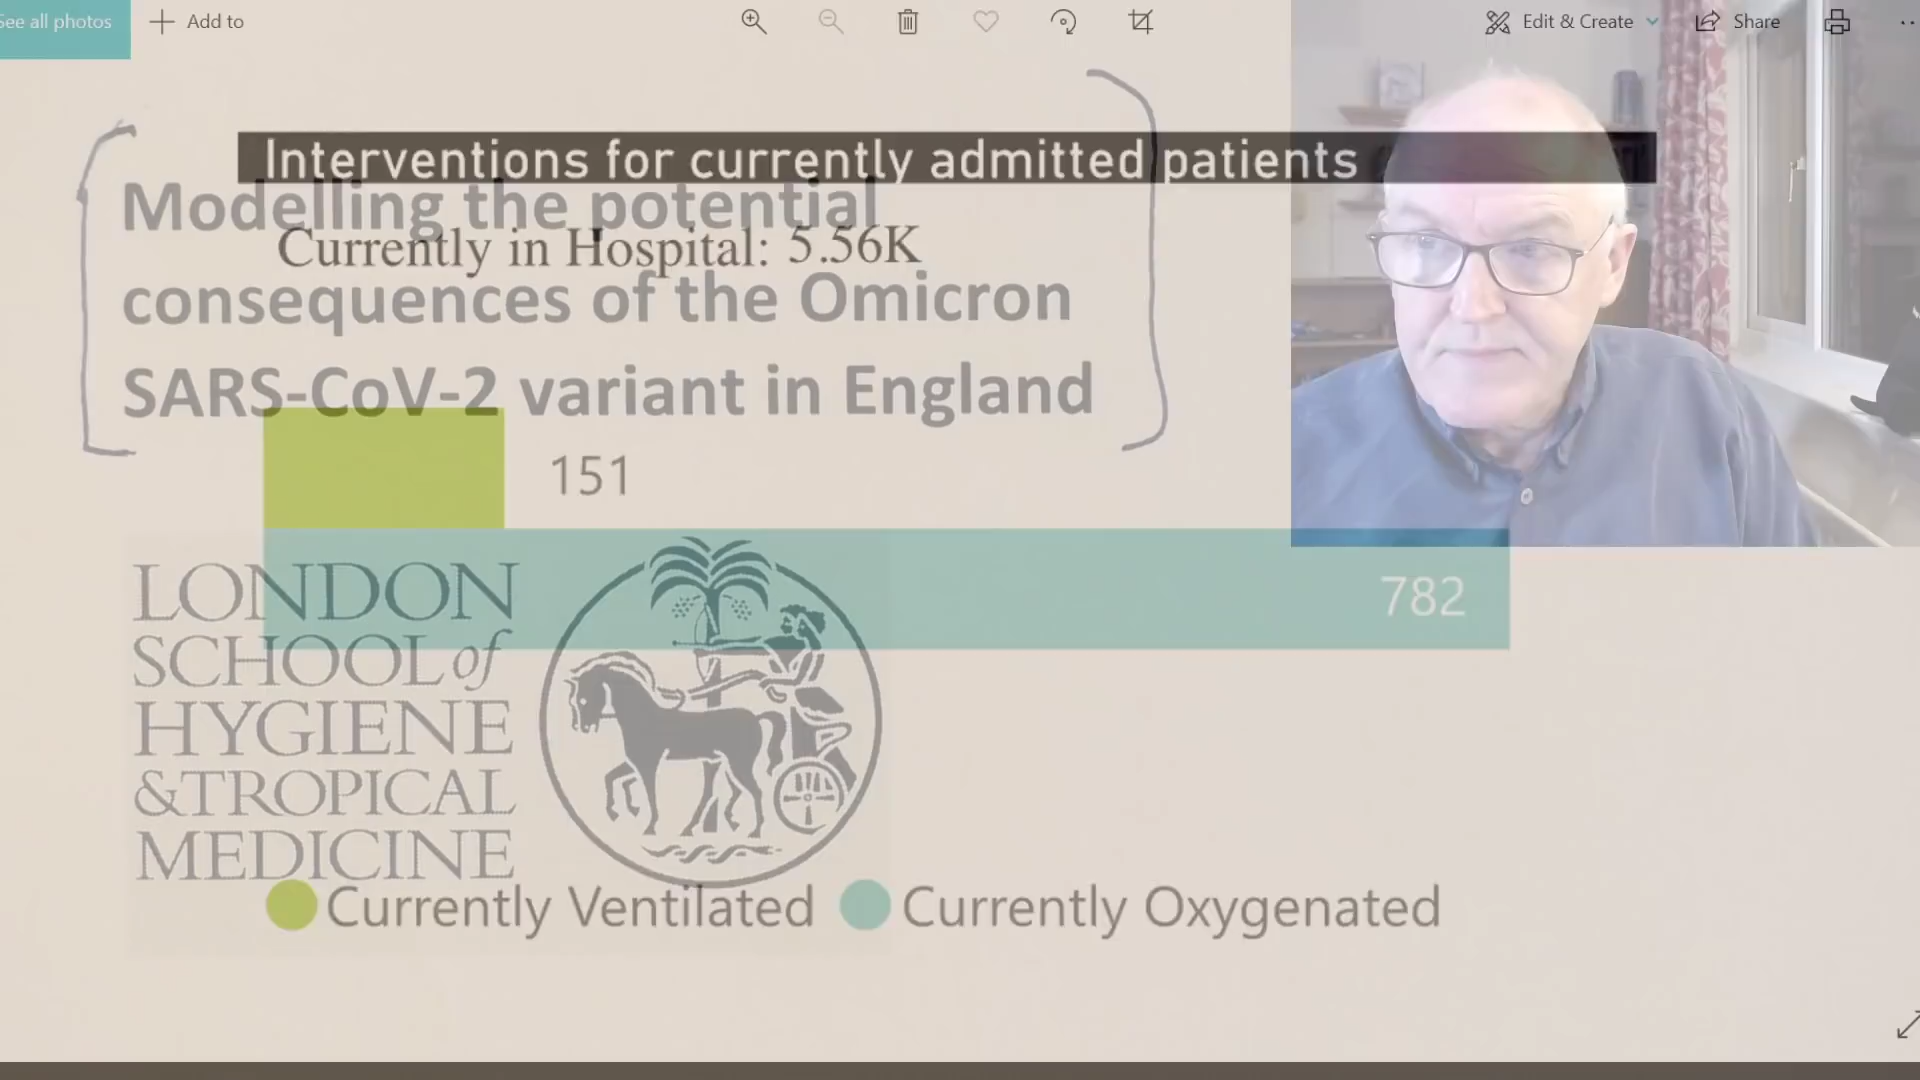 See all photos
Add to
Edit & Create
Share
Interventions for currently admitted patients
Modelling the potential
Currently in Hospital: 5.56K
consequences of the Omicron
SARS-CoV-2 variant in England
151
782
LONDON
SCHOOL of
HYGIENE
&TROPICAL
MEDICINE
Currently Ventilated
Currently Oxygenated